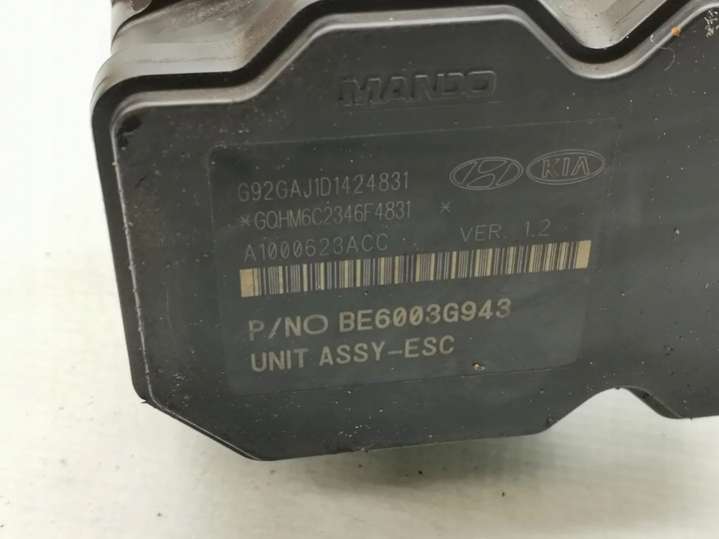 MANDO
G92GAJ1D1424831
*GQHM6C2346F4831 *
KIA
A1000623ACC VER. 1.2
P/NO BE6003G943
UNIT ASSY-ESC